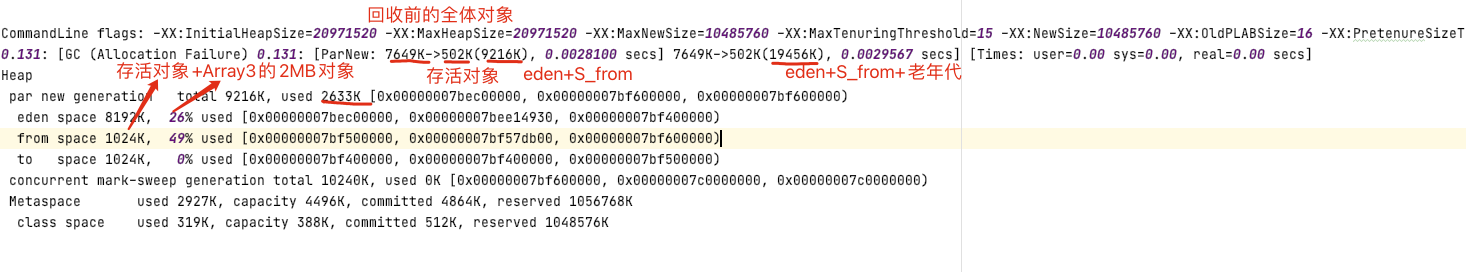 回收前的全体对象
CommandLine flags: -XX:InitialHeapSize=20971520 -XX:MaxHeapSize=20971520 -XX:MaxNewSize=10485760 -XX:MaxTenuringThreshold=15 -XX:NewSize=10485760 -XX:OldPLABSize=16 -XX:PretenureSizeT
0.131: [GC (Allocation Failure) 0.131: [ParNew: 7649K->502K(9216K), 0.0028100 secs] 7649K->502K(19456K), 0.0029567 secs] [Times: user=0.00 sys=0.00, real=0.00 secs]
存活对象+Array3的2MB对象 存活对象 eden+S_from eden+S_from+老年代
Heap
par new generation total 9216K, used 2633K [0x00000007bec00000, 0x00000007bf600000, 0x00000007bf600000)
eden space 8192K, 26% used [0x00000007bec00000, 0x00000007bee14930, 0x00000007bf400000)
from space 1024K, 49% used [0x00000007bf500000, 0x00000007bf57db00, 0x00000007bf600000)
to space 1024K, 0% used [0x00000007bf400000, 0x00000007bf400000, 0x00000007bf500000)
concurrent mark-sweep generation total 10240K, used 0K [0x00000007bf600000, 0x00000007c0000000, 0x00000007c0000000)
Metaspace used 2927K, capacity 4496K, committed 4864K, reserved 1056768K
class space used 319K, capacity 388K, committed 512K, reserved 1048576K